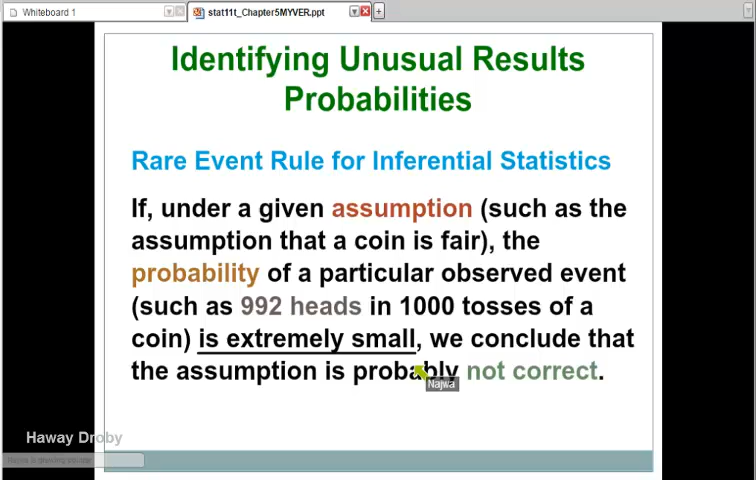 Whiteboard 1
stat11t_Chapter5MYVER.ppt
Identifying Unusual Results
Probabilities
Rare Event Rule for Inferential Statistics
If, under a given assumption (such as the
assumption that a coin is fair), the
probability of a particular observed event
(such as 992 heads in 1000 tosses of a
coin) is extremely small, we conclude that
the assumption is probably not correct.
Najwa
Haway Droby